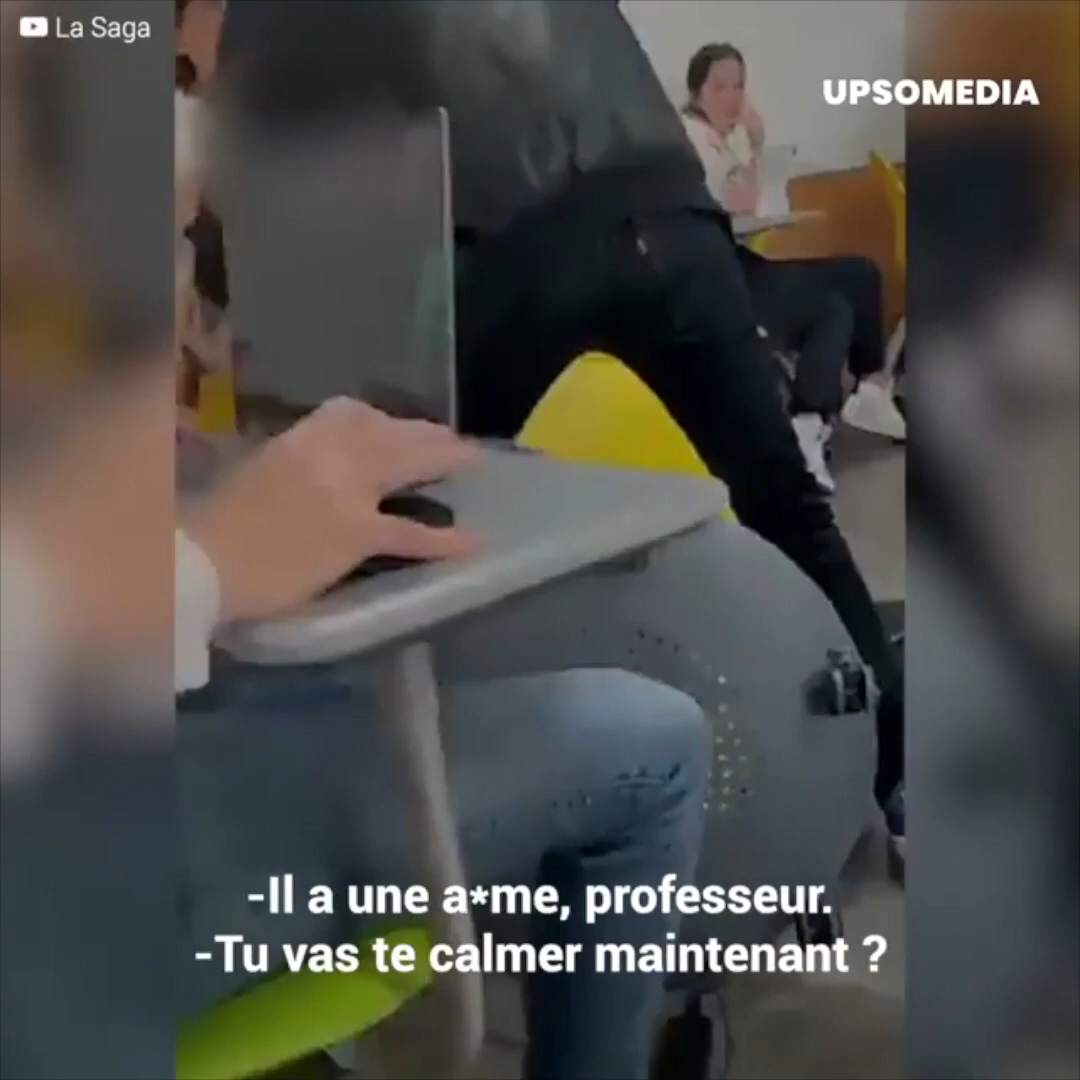 La Saga
UPSOMEDIA
-Il a une a*me, professeur.
-Tu vas te calmer maintenant ?